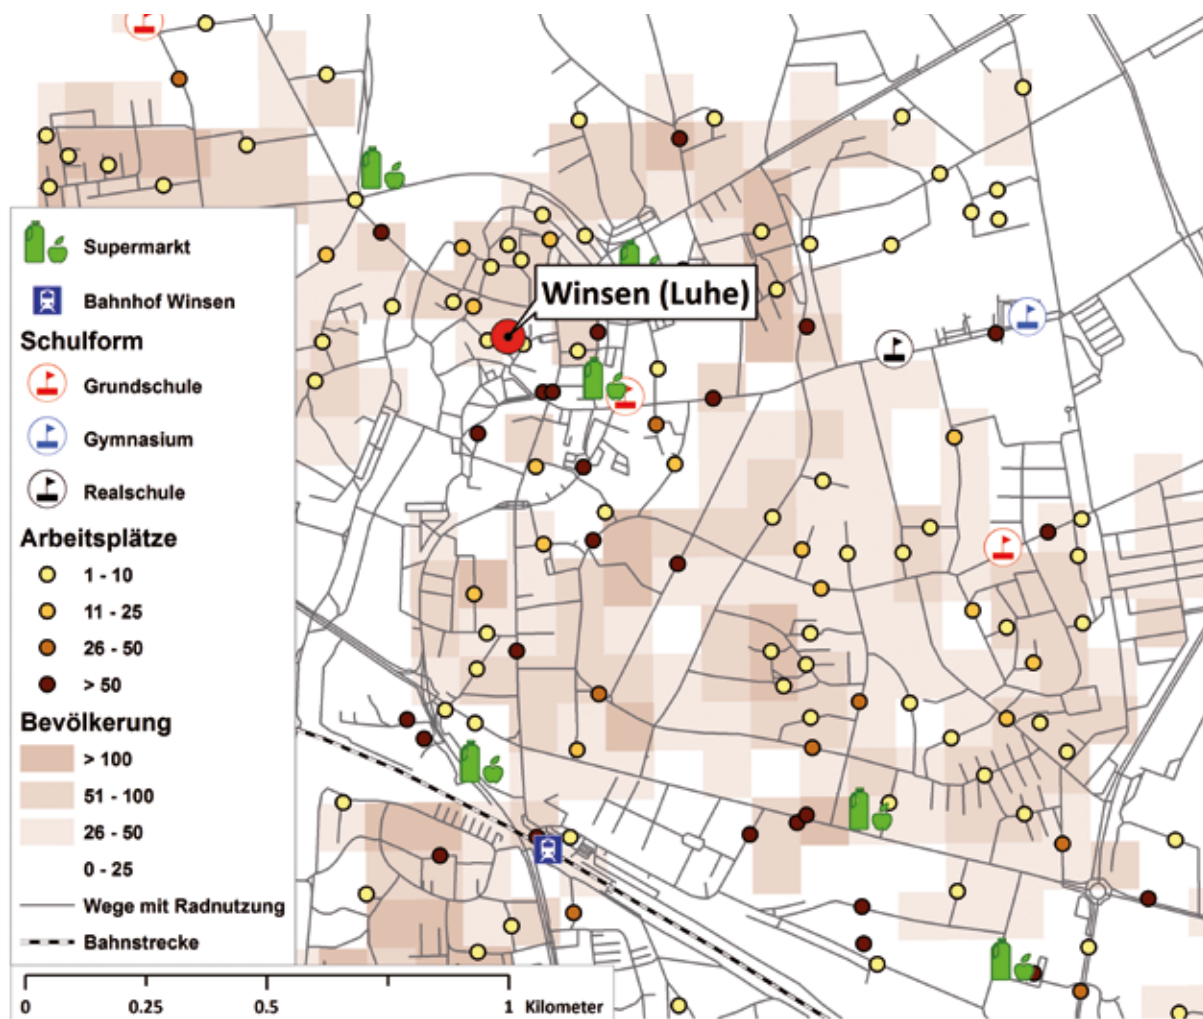 Winsen (Luhe)
Supermarkt
Bahnhof Winsen
Schulform
Grundschule
Gymnasium
Realschule
Arbeitsplätze
1 - 10
11 - 25
26 - 50
> 50
Bevölkerung
> 100
51 - 100
26 - 50
0 - 25
Wege mit Radnutzung
Bahnstrecke
0 0.25 0.5 1 Kilometer